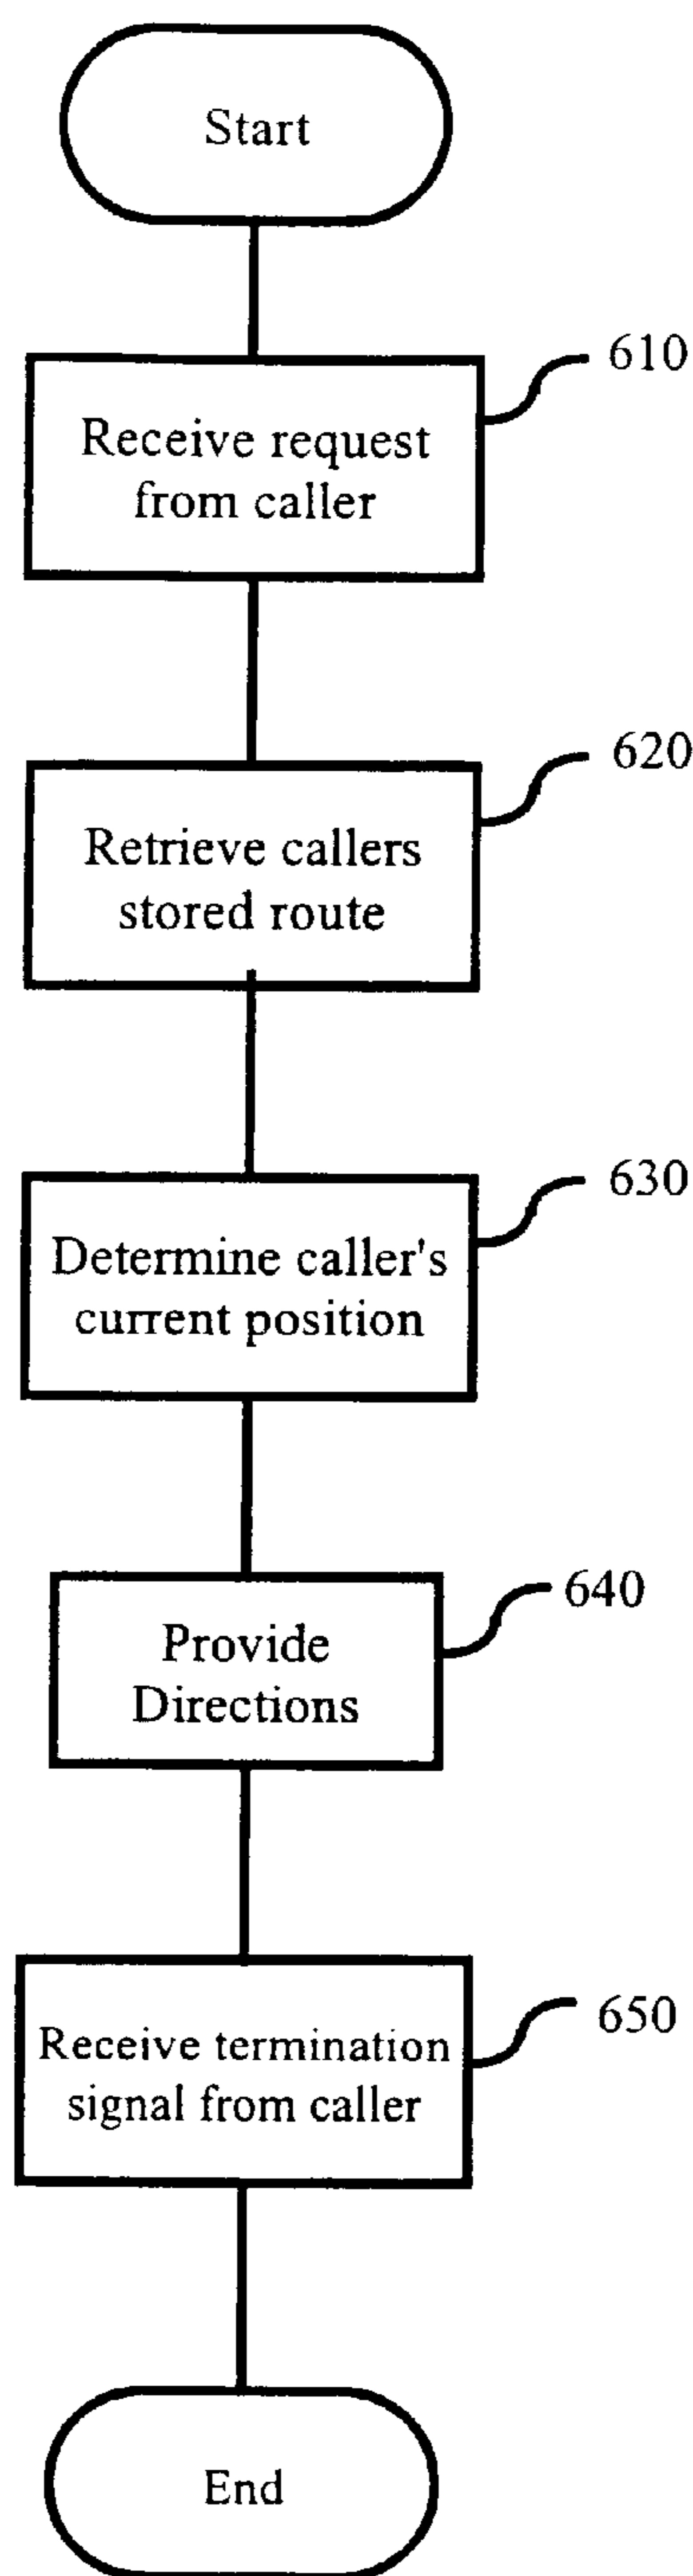 Start
610
Receive request
from caller
620
Retrieve callers
stored route
630
Determine caller's
current position
640
Provide
Directions
650
Receive termination
signal from caller
End